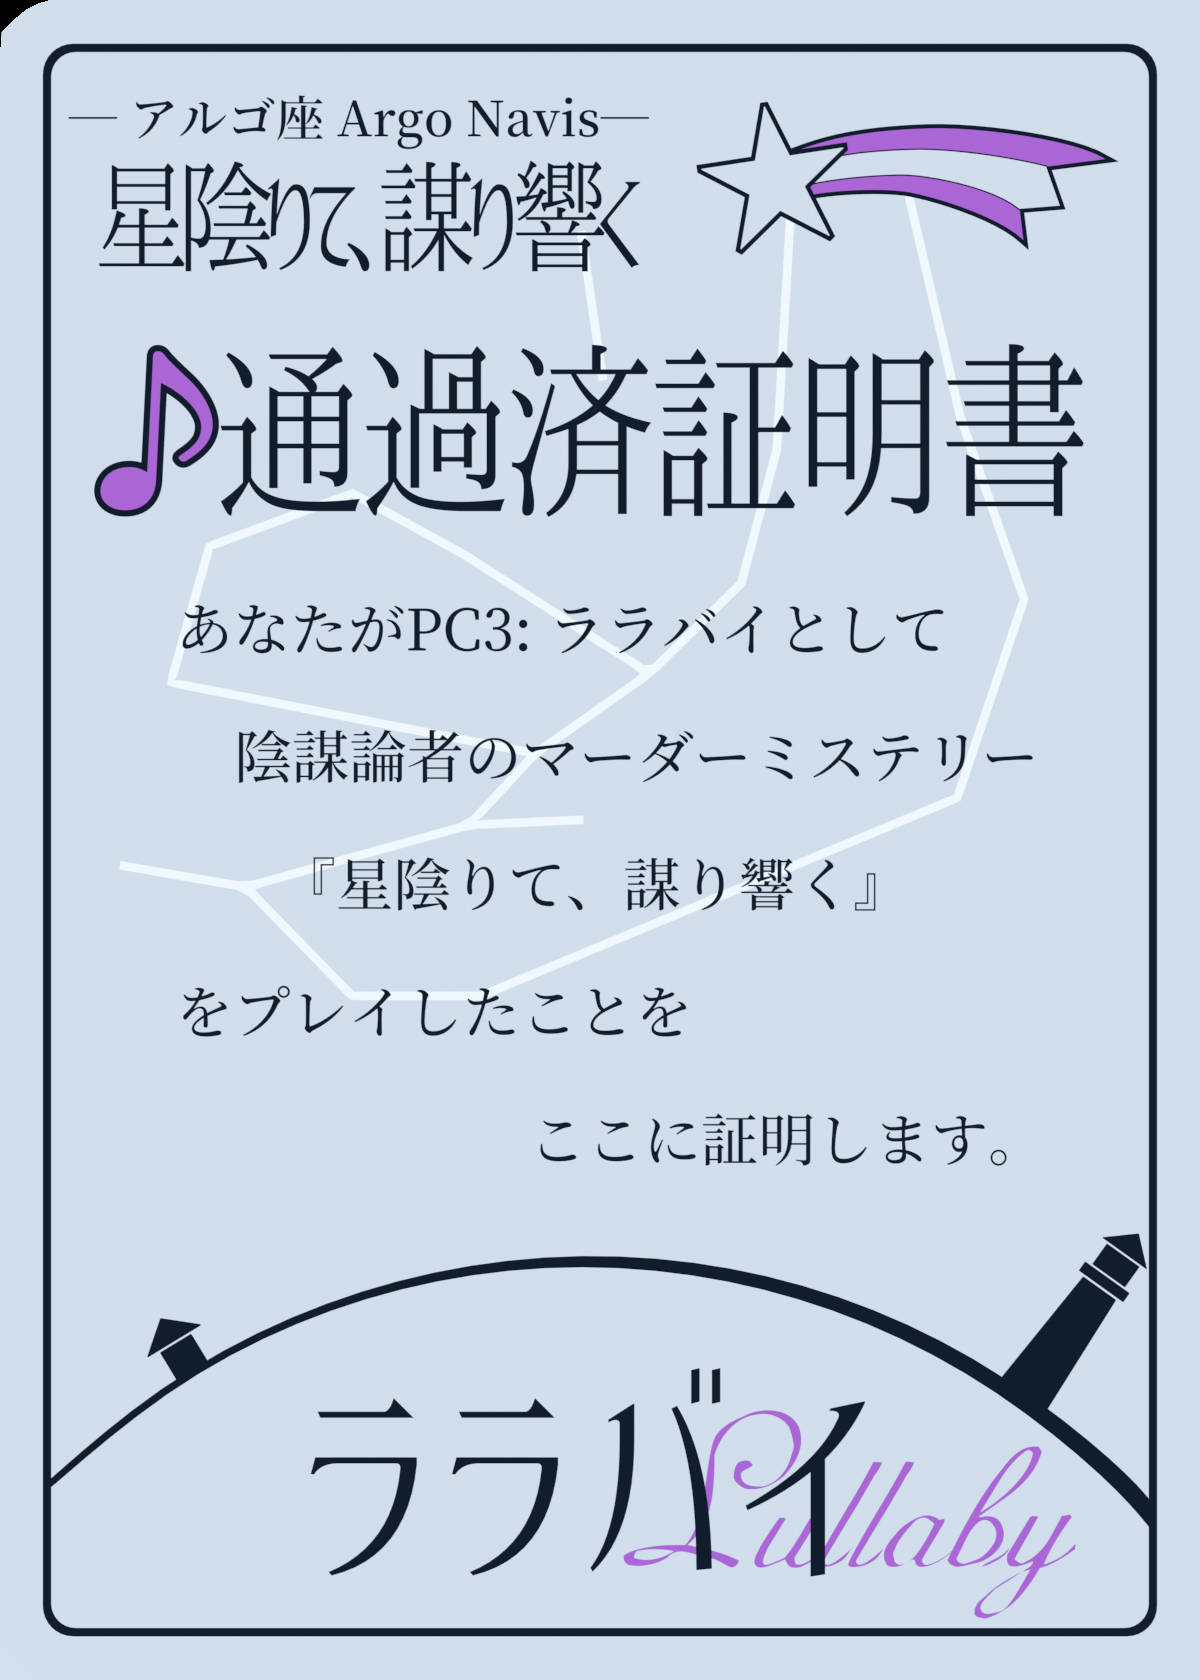 — アルゴ座 Argo Navis—
星陰りて、謀り響く
♪通過済証明書
あなたがPC3: ララバイとして
陰謀論者のマーダーミステリー
『星陰りて、謀り響く』
をプレイしたことを
ここに証明します。
ララバイ
Lullaby